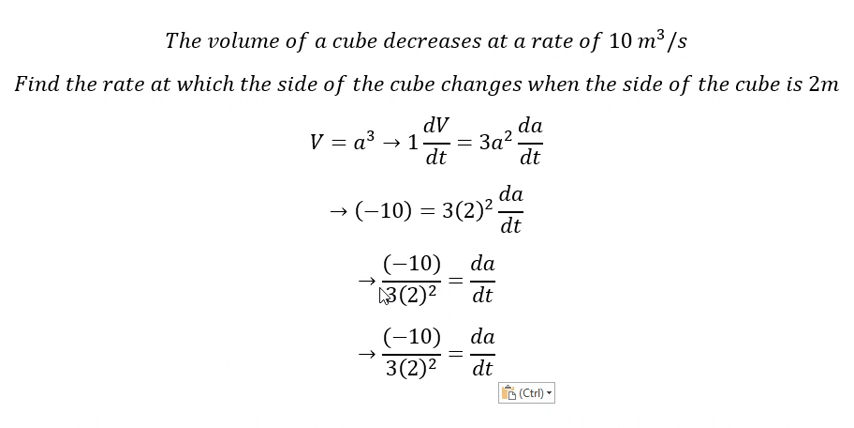 The volume of a cube decreases at a rate of 10 m³/s
Find the rate at which the side of the cube changes when the side of the cube is 2m
V = a³ → 1 dV/dt = 3a² da/dt
→ (−10) = 3(2)² da/dt
→ (−10)/3(2)² = da/dt
→ (−10)/3(2)² = da/dt
(Ctrl)